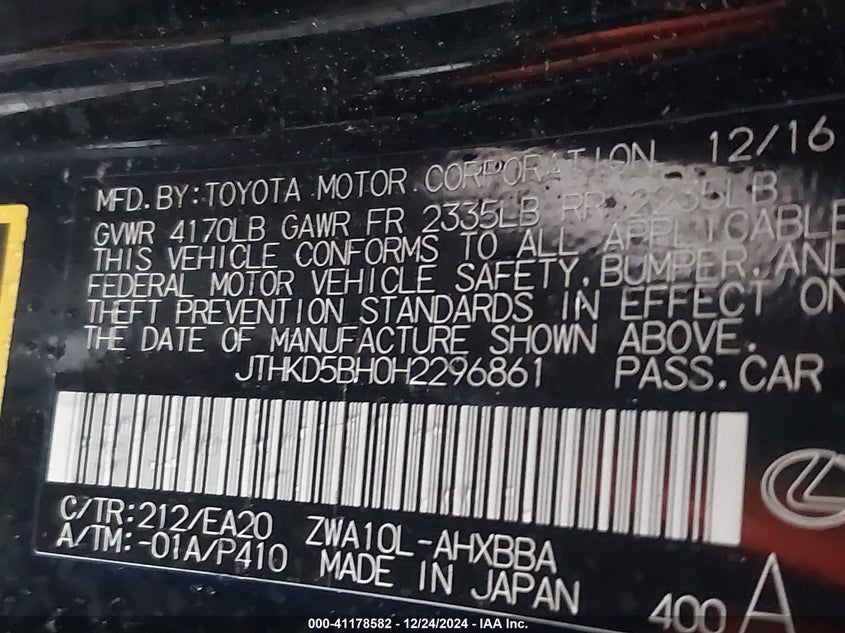 MFD. BY: TOYOTA MOTOR CORPORATION 12/16
GVWR 4170LB GAWR FR 2335LB RR 2235LB
THIS VEHICLE CONFORMS TO ALL APPLICABLE
FEDERAL MOTOR VEHICLE SAFETY, BUMPER, AND
THEFT PREVENTION STANDARDS IN EFFECT ON
THE DATE OF MANUFACTURE SHOWN ABOVE.
JTHKD5BH0H2296861 PASS. CAR
C/TR: 212/EA20 ZWA10L-AHXBBA
A/TM: -01A/P410 MADE IN JAPAN
400 A
000-41178582 - 12/24/2024 - IAA Inc.